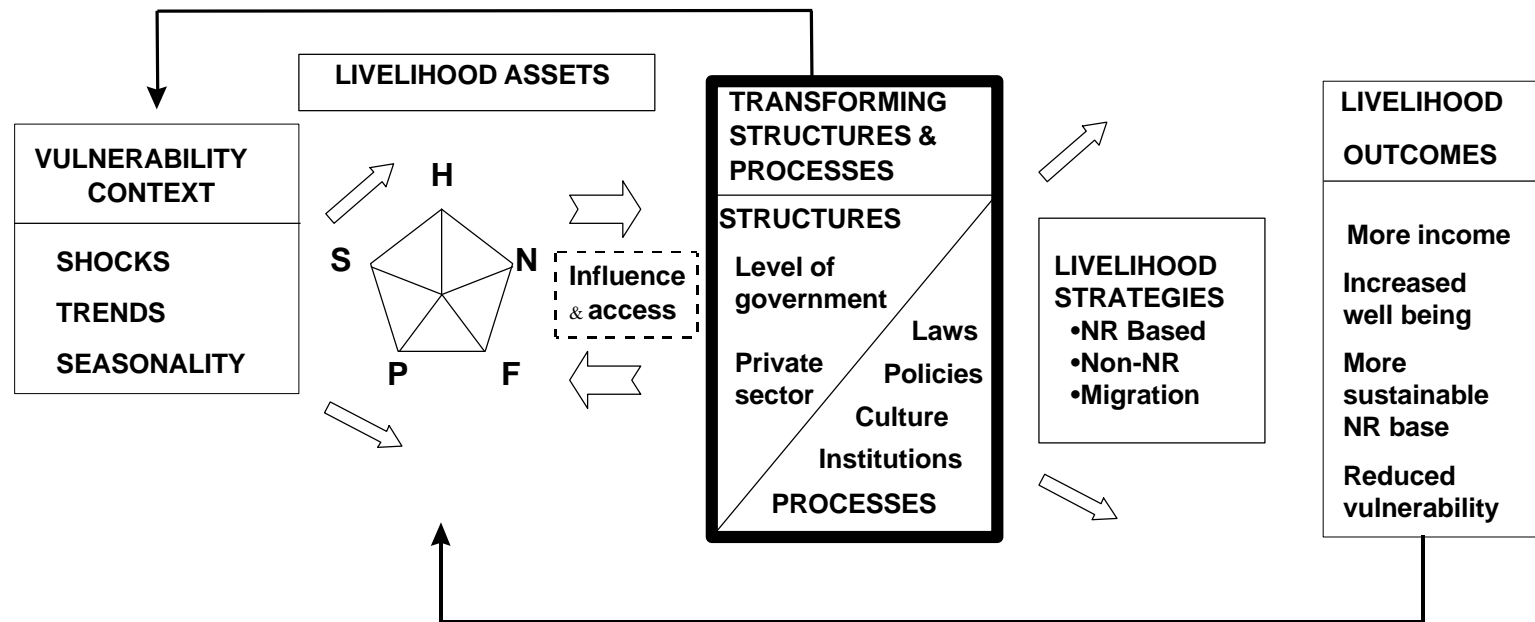 LIVELIHOOD ASSETS
VULNERABILITY
CONTEXT
SHOCKS
TRENDS
SEASONALITY
H
S
N
P
F
Influence
& access
TRANSFORMING
STRUCTURES &
PROCESSES
STRUCTURES
Level of
government
Private
sector
Laws
Policies
Culture
Institutions
PROCESSES
LIVELIHOOD
STRATEGIES
•NR Based
•Non-NR
•Migration
LIVELIHOOD
OUTCOMES
More income
Increased
well being
More
sustainable
NR base
Reduced
vulnerability